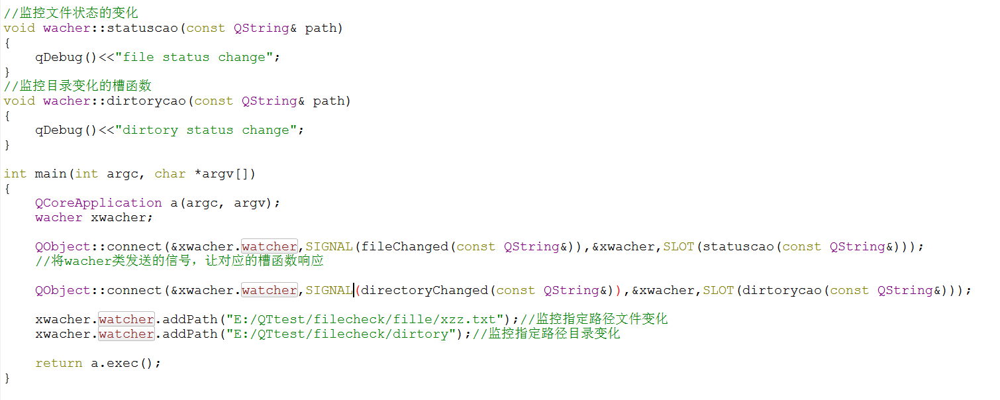 //监控文件状态的变化
void wacher::statuscao(const QString& path)
{
    qDebug()<<"file status change";
}
//监控目录变化的槽函数
void wacher::dirtorycao(const QString& path)
{
    qDebug()<<"dirtory status change";
}
int main(int argc, char *argv[])
{
    QCoreApplication a(argc, argv);
    wacher xwacher;
    QObject::connect(&xwacher.watcher,SIGNAL(fileChanged(const QString&)),&xwacher,SLOT(statuscao(const QString&)));
    //将wacher类发送的信号，让对应的槽函数响应
    QObject::connect(&xwacher.watcher,SIGNAL(directoryChanged(const QString&)),&xwacher,SLOT(dirtorycao(const QString&)));
    xwacher.watcher.addPath("E:/QTtest/filecheck/fille/xzz.txt");//监控指定路径文件变化
    xwacher.watcher.addPath("E:/QTtest/filecheck/dirtory");//监控指定路径目录变化
    return a.exec();
}